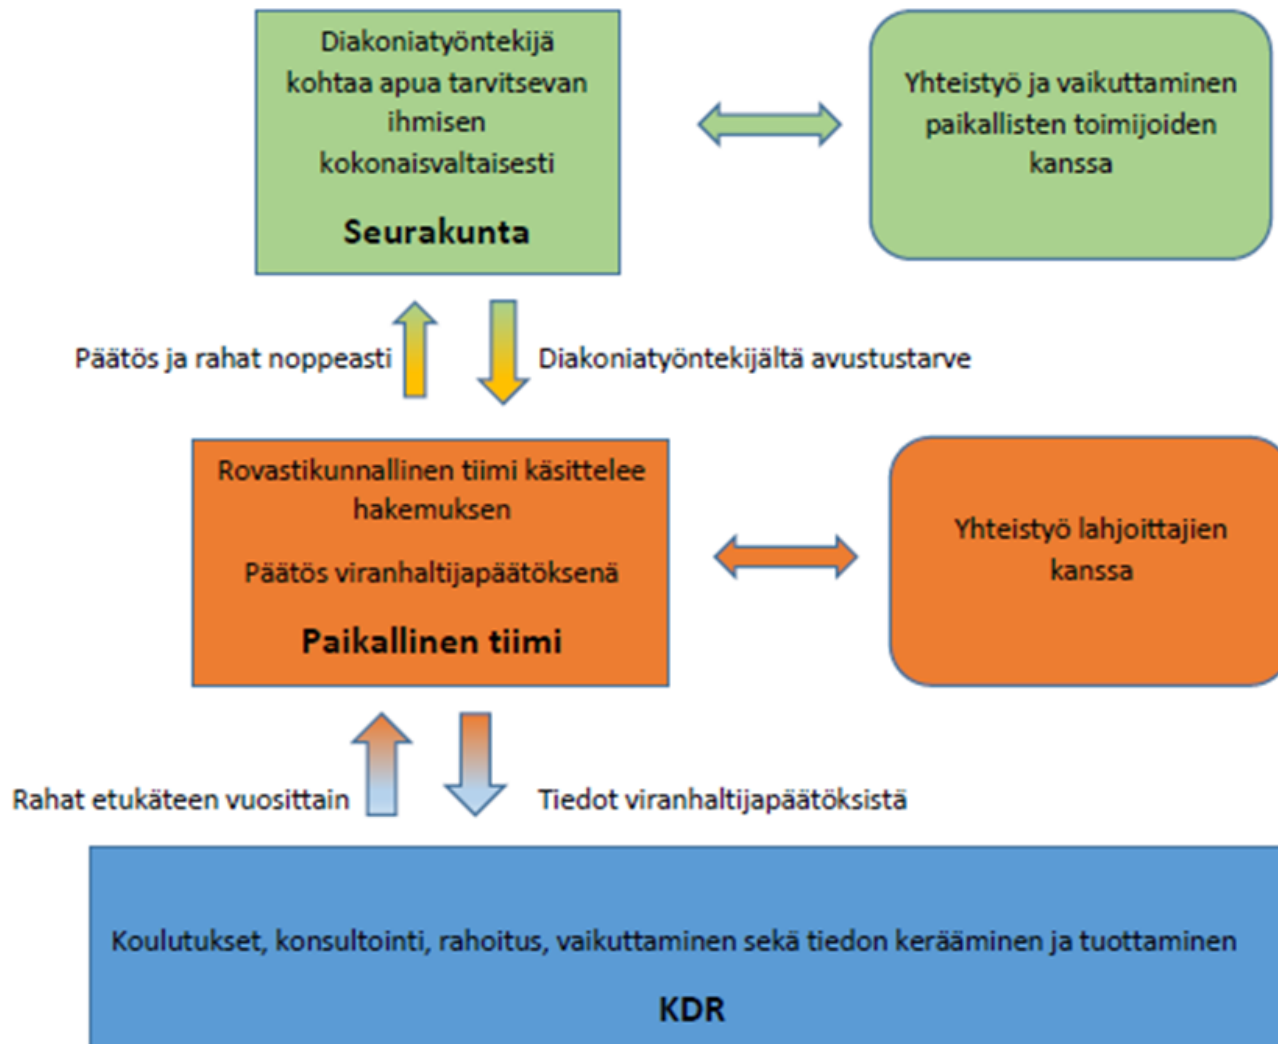 Diakoniatyöntekijä
kohtaa apua tarvitsevan
ihmisen
kokonaisvaltaisesti
Seurakunta
Yhteistyö ja vaikuttaminen
paikallisten toimijoiden
kanssa
Päätös ja rahat noppeasti
Diakoniatyöntekijältä avustustarve
Rovastikunnallinen tiimi käsittelee
hakemuksen
Päätös viranhaltijapäätöksenä
Paikallinen tiimi
Yhteistyö lahjoittajien
kanssa
Rahat etukäteen vuosittain
Tiedot viranhaltijapäätöksistä
Koulutukset, konsultointi, rahoitus, vaikuttaminen sekä tiedon kerääminen ja tuottaminen
KDR